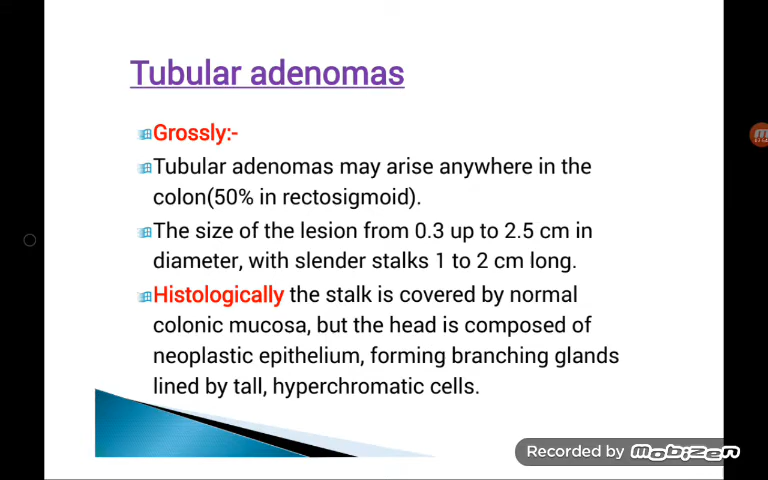 Tubular adenomas
Grossly:-
Tubular adenomas may arise anywhere in the
colon(50% in rectosigmoid).
The size of the lesion from 0.3 up to 2.5 cm in
diameter, with slender stalks 1 to 2 cm long.
Histologically the stalk is covered by normal
colonic mucosa, but the head is composed of
neoplastic epithelium, forming branching glands
lined by tall, hyperchromatic cells.
Recorded by mobizen